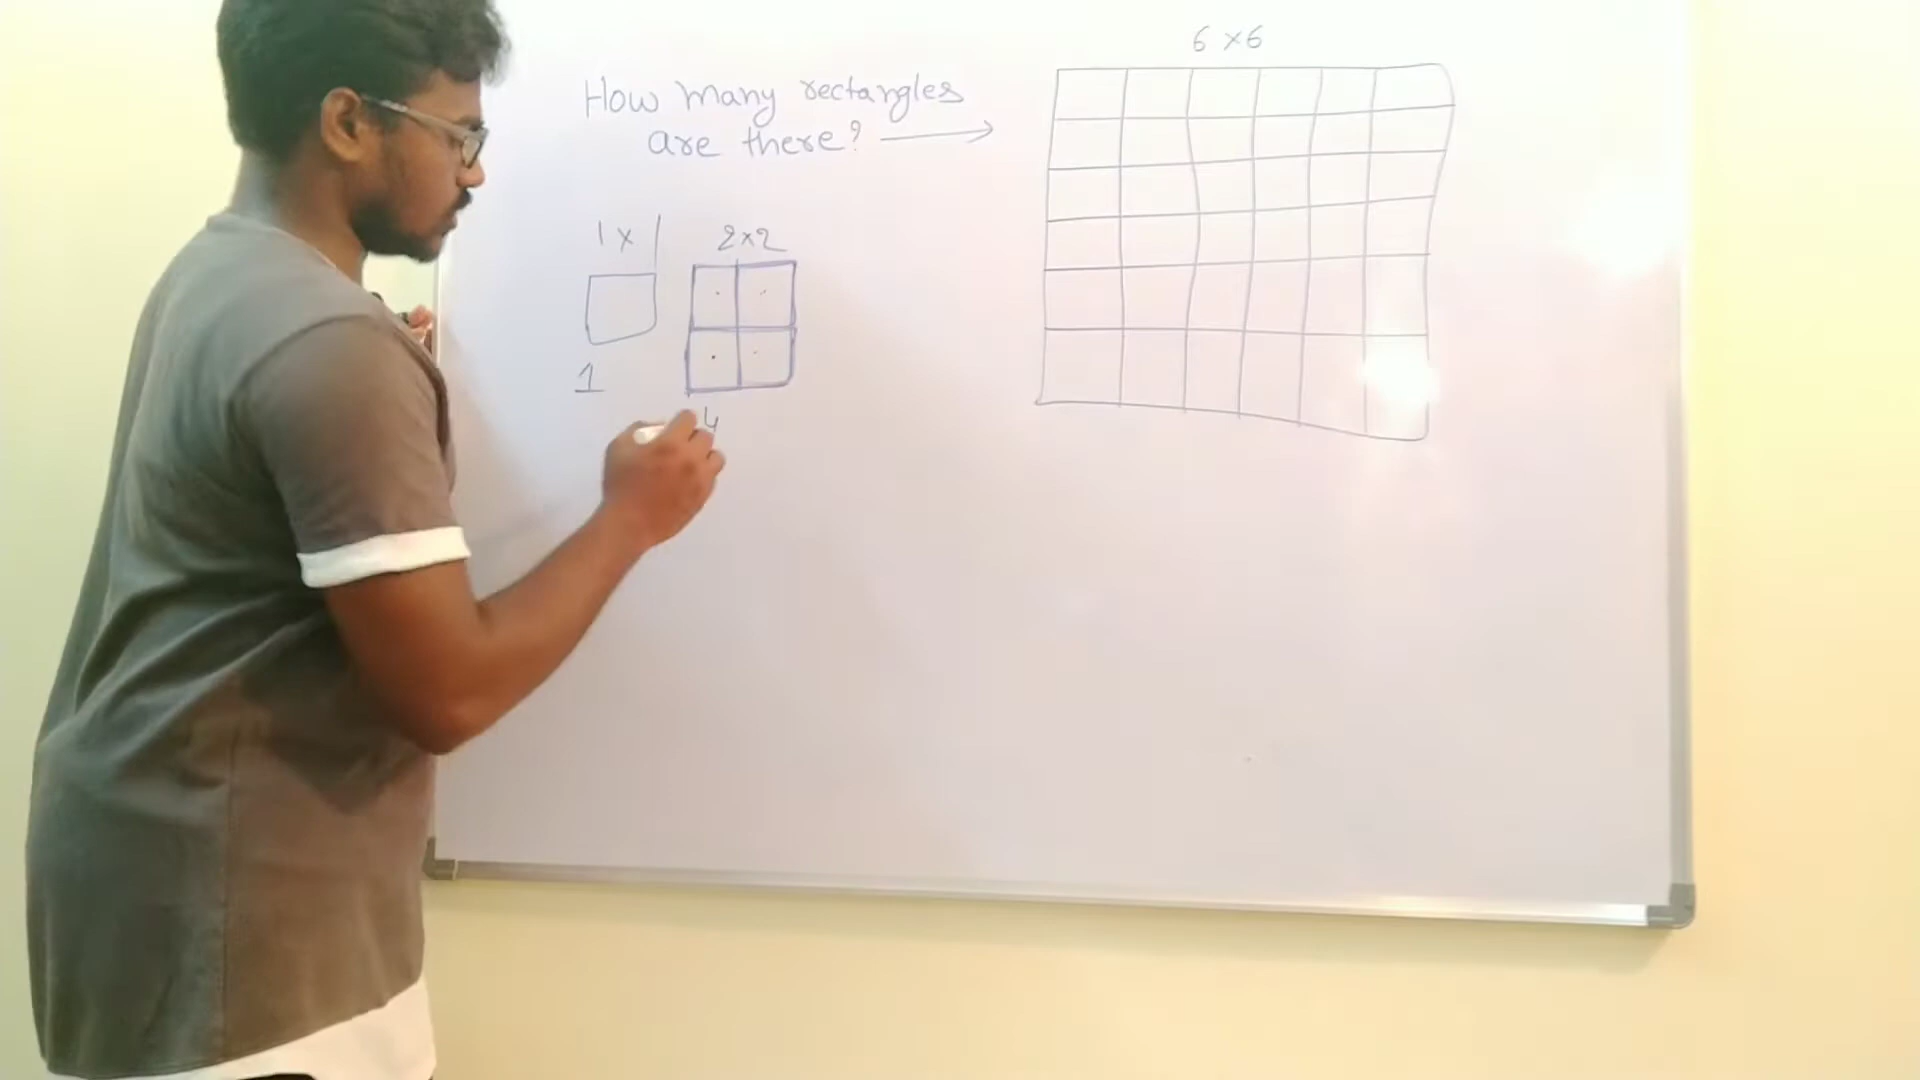 6 × 6
How many rectangles
are there?
1 × 1
2×2
1
4